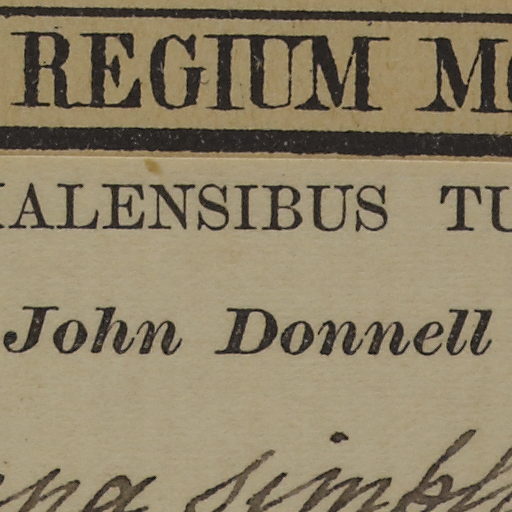 REGIUM M
ALENSIBUS TU
John Donnell